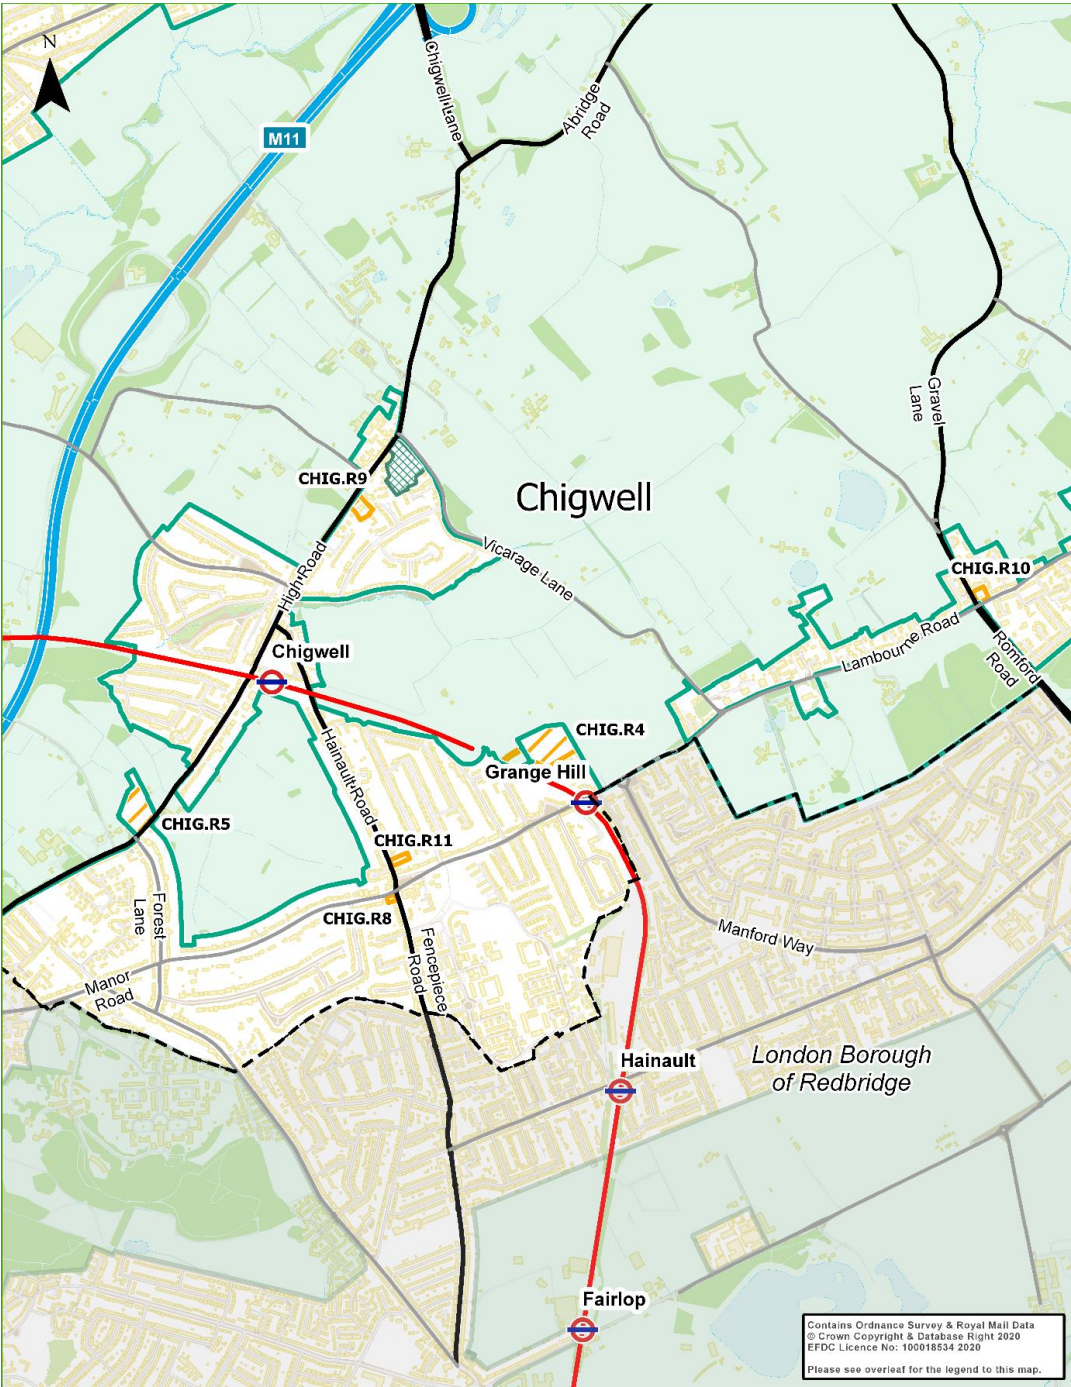 N
Chigwell Lane
Abridge
Road
M11
Gravel
Lane
CHIG.R9
Chigwell
High Road
Vicarage Lane
CHIG.R10
Lambourne Road
Romford
Road
Chigwell
Hainault Road
CHIG.R4
Grange Hill
CHIG.R5
CHIG.R11
Forest
Lane
CHIG.R8
Fencepiece
Road
Manford Way
Manor
Road
Hainault
London Borough
of Redbridge
Fairlop
Contains Ordnance Survey & Royal Mail Data
© Crown Copyright & Database Right 2020
EFDC Licence No: 100018534 2020
Please see overleaf for the legend to this map.